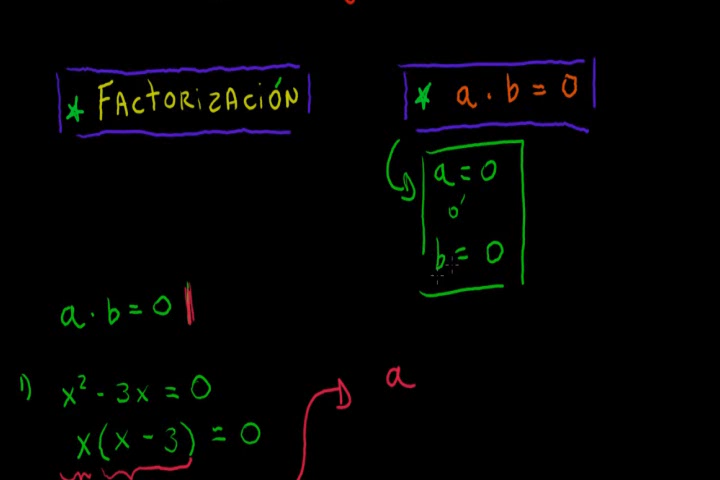 * FACTORIZACIÓN
* a · b = 0
a = 0
ó
b = 0
a · b = 0
1) x² - 3x = 0
x(x - 3) = 0
a